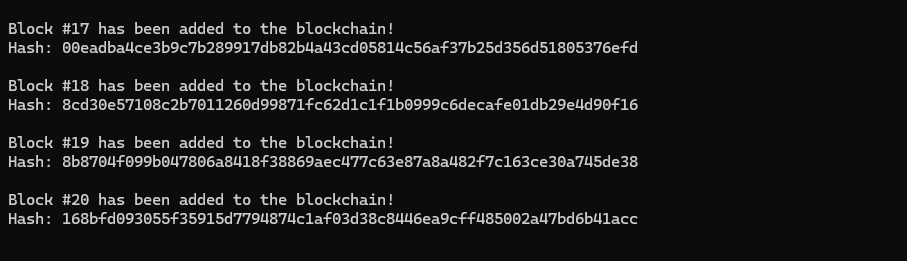 Block #17 has been added to the blockchain!
Hash: 00eadba4ce3b9c7b289917db82b4a43cd05814c56af37b25d356d51805376efd
Block #18 has been added to the blockchain!
Hash: 8cd30e57108c2b7011260d99871fc62d1c1f1b0999c6decafe01db29e4d90f16
Block #19 has been added to the blockchain!
Hash: 8b8704f099b047806a8418f38869aec477c63e87a8a482f7c163ce30a745de38
Block #20 has been added to the blockchain!
Hash: 168bfd093055f35915d7794874c1af03d38c8446ea9cff485002a47bd6b41acc